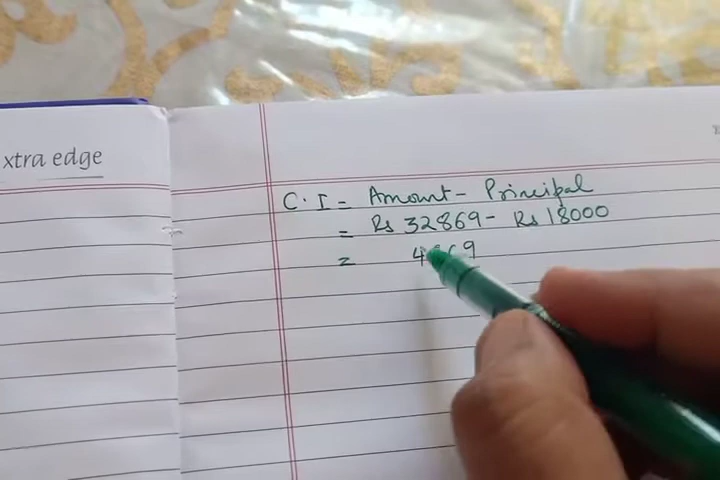 xtra edge
C.I = Amount - Principal
= Rs 32869 - Rs 18000
=